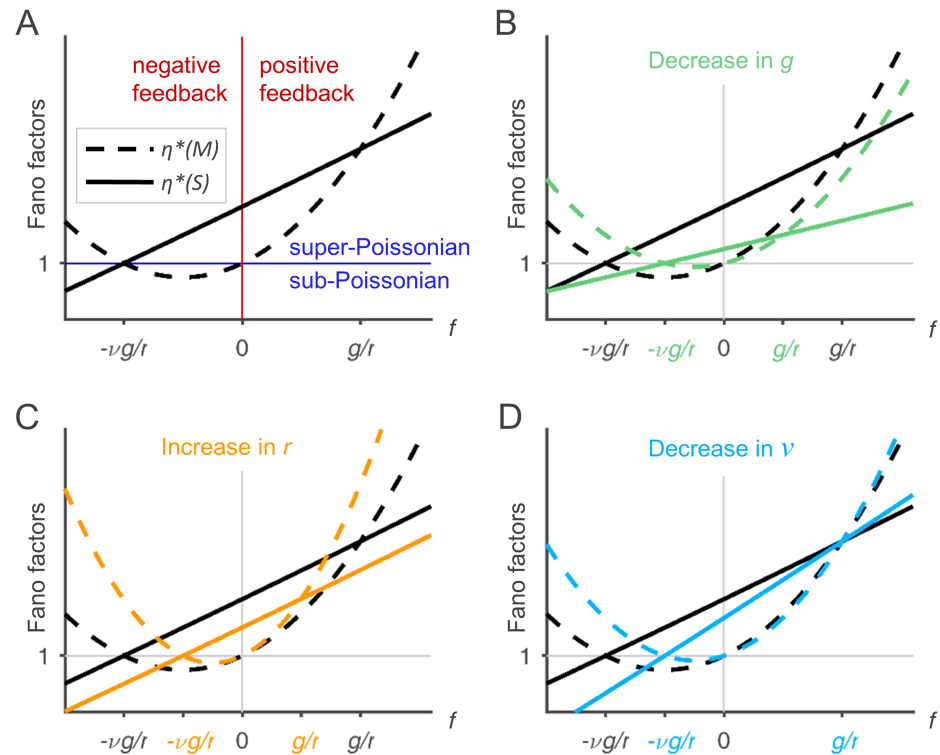 A
negative
feedback
positive
feedback
η*(M)
η*(S)
Fano factors
1
super-Poissonian
sub-Poissonian
f
-νg/r
0
g/r
B
Decrease in g
Fano factors
1
f
-νg/r
-νg/r
0
g/r
g/r
C
Increase in r
Fano factors
1
f
-νg/r
-νg/r
0
g/r
g/r
D
Decrease in ν
Fano factors
1
f
-νg/r
-νg/r
0
g/r